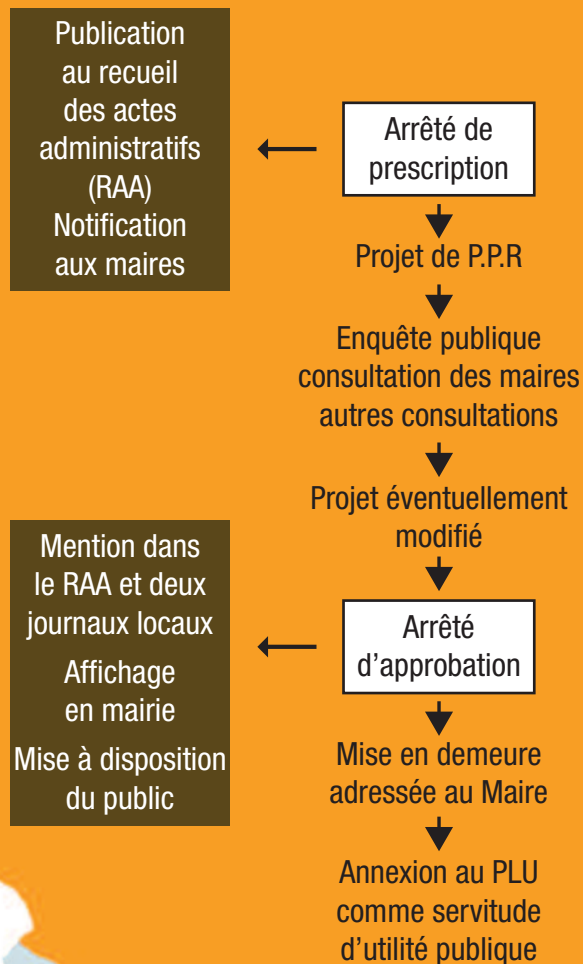 Publication
au recueil
des actes
administratifs
(RAA)
Notification
aux maires
Arrêté de
prescription
Projet de P.P.R
Enquête publique
consultation des maires
autres consultations
Projet éventuellement
modifié
Mention dans
le RAA et deux
journaux locaux
Affichage
en mairie
Mise à disposition
du public
Arrêté
d’approbation
Mise en demeure
adressée au Maire
Annexion au PLU
comme servitude
d’utilité publique